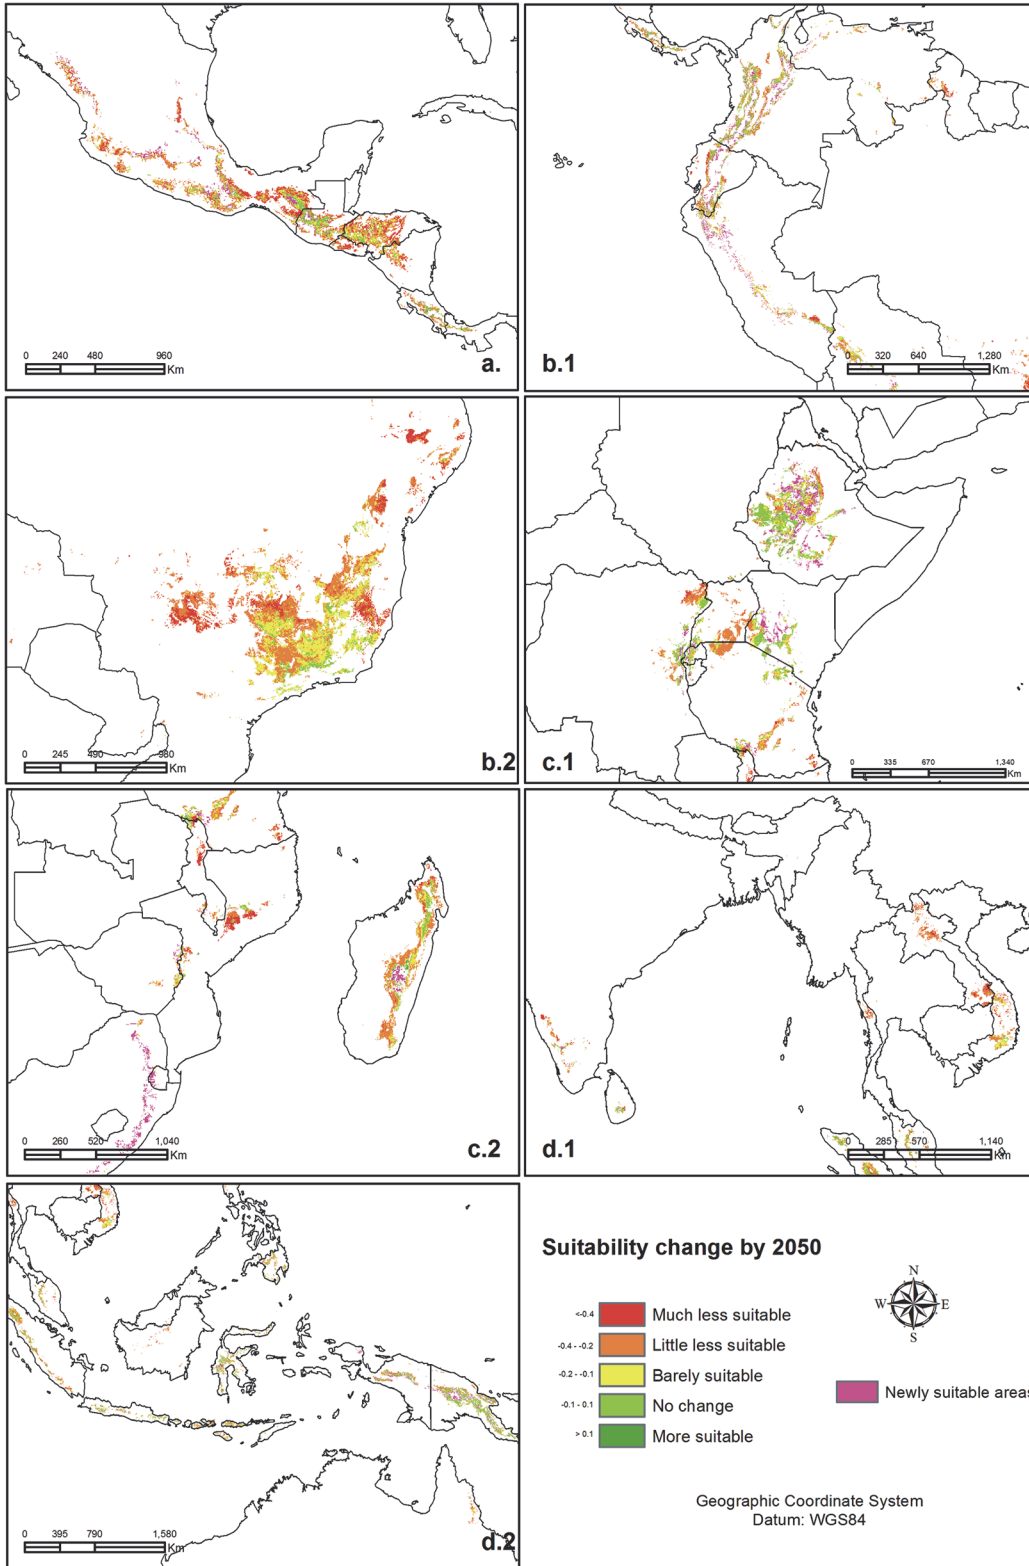 0 240 480 960
Km
a.
b.1
0 320 640 1,280
Km
0 245 490 980
Km
b.2
c.1
0 335 670 1,340
Km
0 260 520 1,040
Km
c.2
d.1
0 285 570 1,140
Km
0 395 790 1,580
Km
d.2
Suitability change by 2050
N
W E
S
<-0.4 Much less suitable
-0.4 - -0.2 Little less suitable
-0.2 - -0.1 Barely suitable
-0.1 - 0.1 No change
> 0.1 More suitable
Newly suitable areas
Geographic Coordinate System
Datum: WGS84